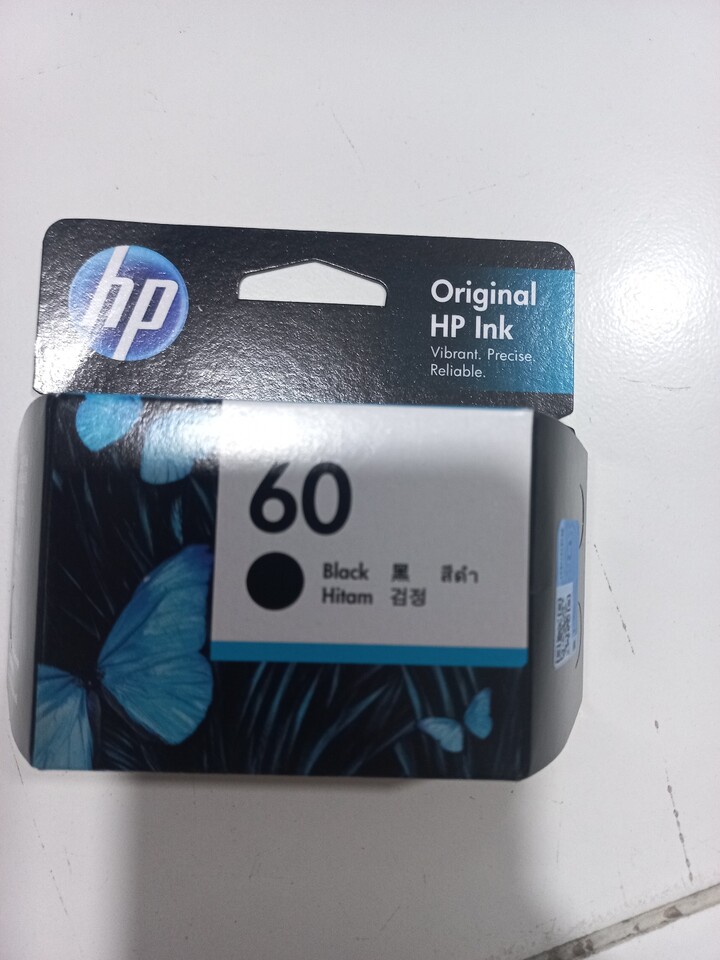 hp
Original
HP Ink
Vibrant. Precise.
Reliable.
60
Black 黑 สีดำ
Hitam 검정